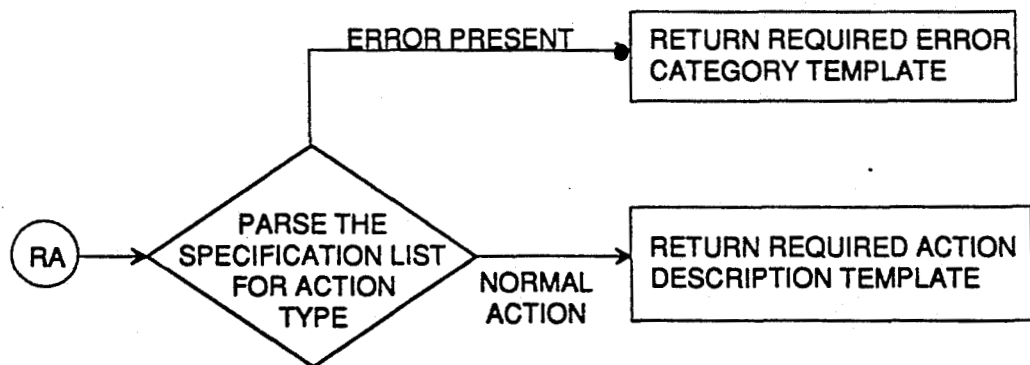 ERROR PRESENT
RETURN REQUIRED ERROR
CATEGORY TEMPLATE
RA
PARSE THE
SPECIFICATION LIST
FOR ACTION
TYPE
NORMAL
ACTION
RETURN REQUIRED ACTION
DESCRIPTION TEMPLATE